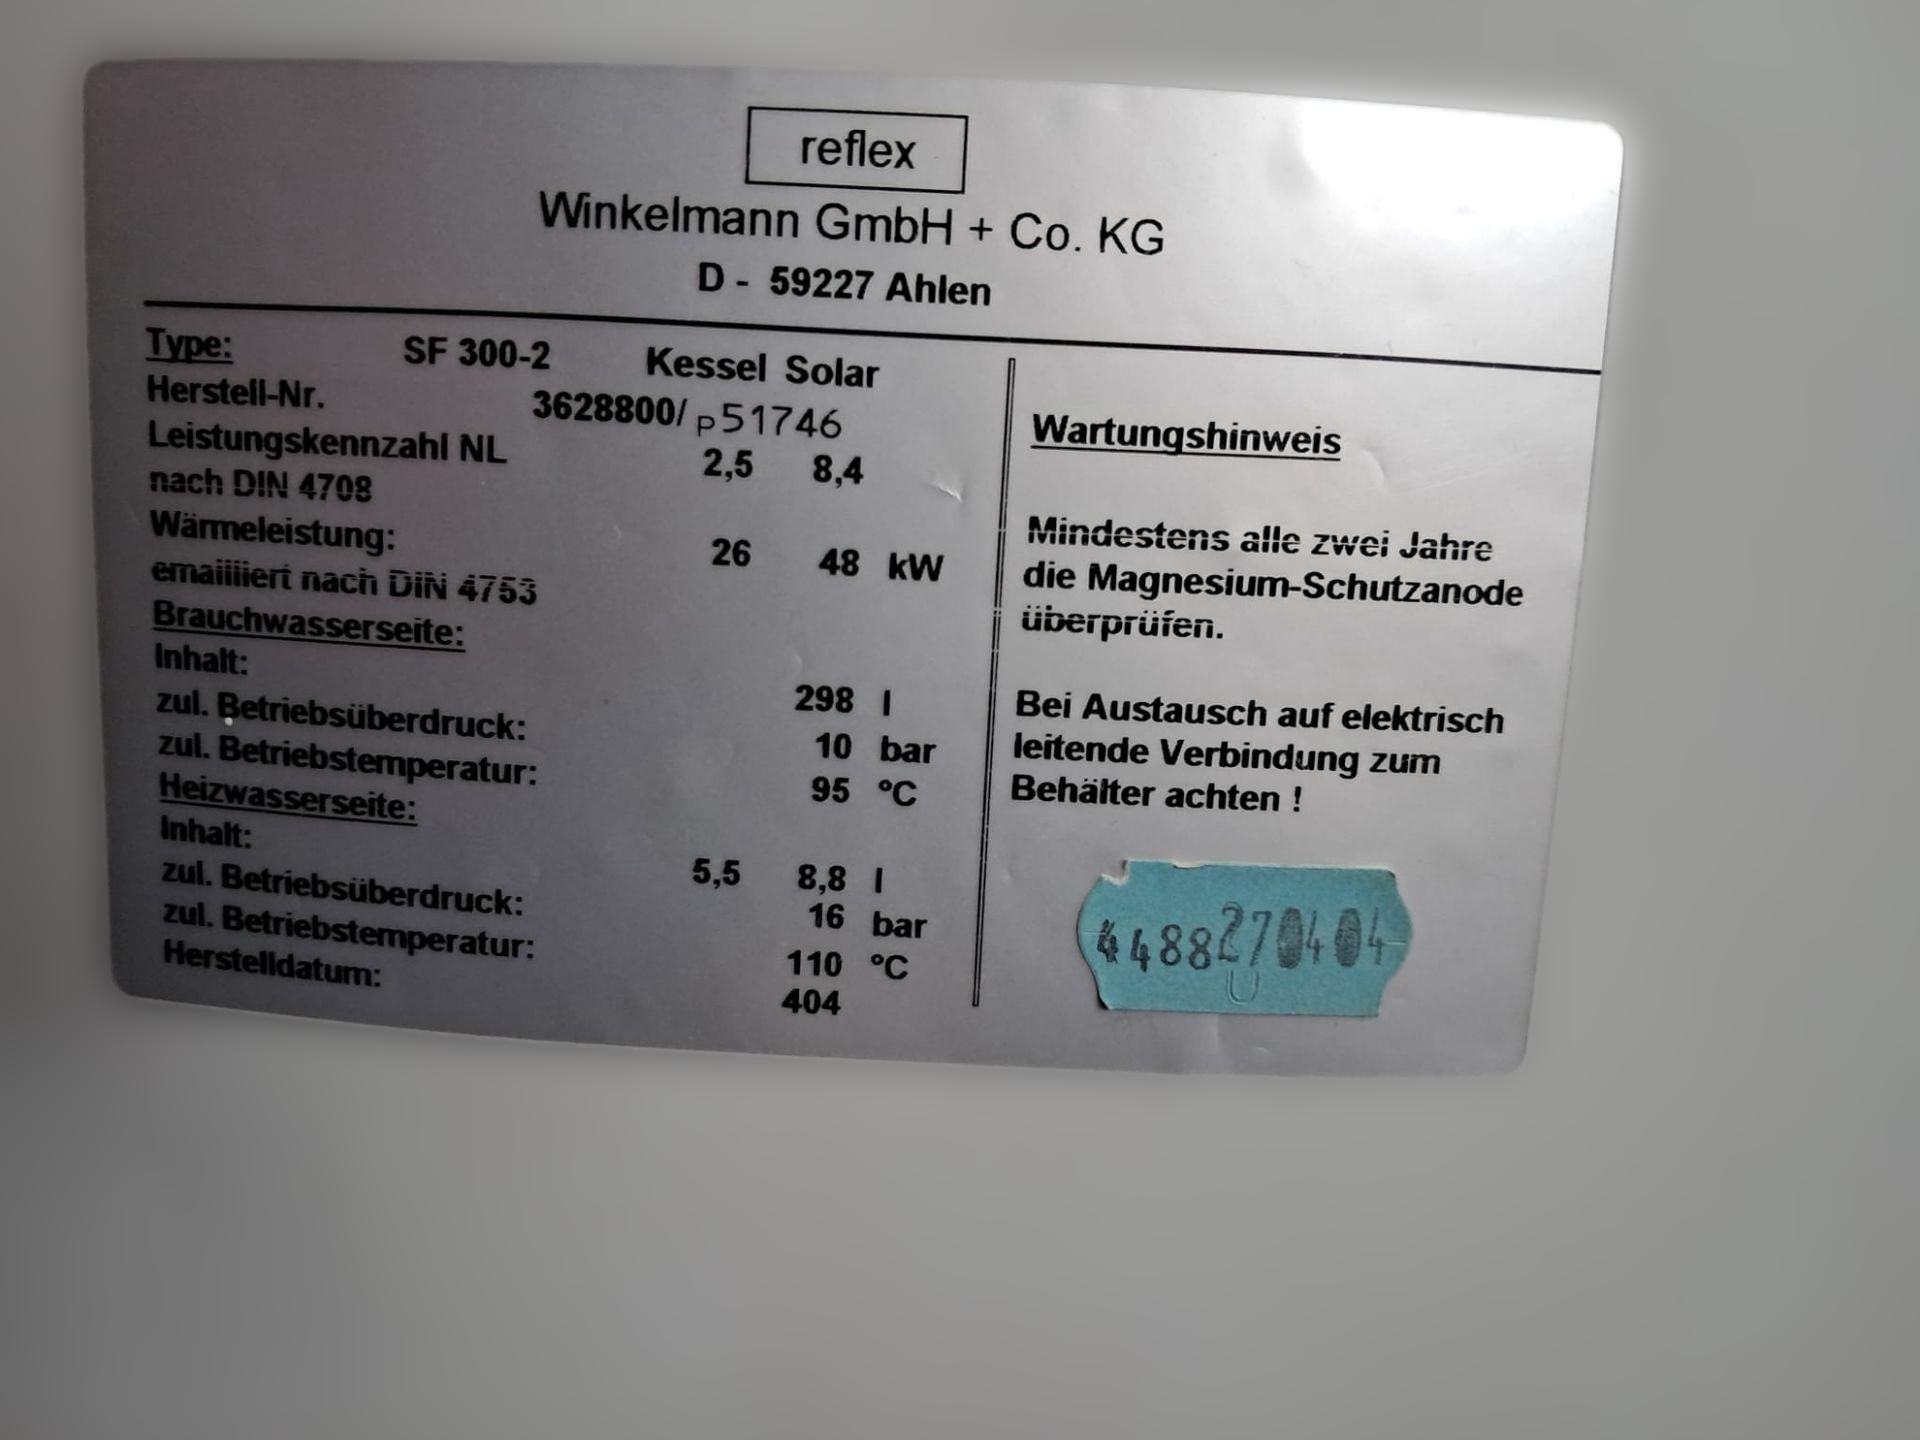 reflex
Winkelmann GmbH + Co. KG
D - 59227 Ahlen
Type: SF 300-2 Kessel Solar
Herstell-Nr. 3628800/ P51746
Leistungskennzahl NL 2,5 8,4
nach DIN 4708
Wärmeleistung: 26 48 kW
emailliert nach DIN 4753
Brauchwasserseite:
Inhalt: 298 l
zul. Betriebsüberdruck: 10 bar
zul. Betriebstemperatur: 95 °C
Heizwasserseite:
Inhalt: 5,5 8,8 l
zul. Betriebsüberdruck: 16 bar
zul. Betriebstemperatur: 110 °C
Herstelldatum: 404
Wartungshinweis
Mindestens alle zwei Jahre
die Magnesium-Schutzanode
überprüfen.
Bei Austausch auf elektrisch
leitende Verbindung zum
Behälter achten !
4488270404